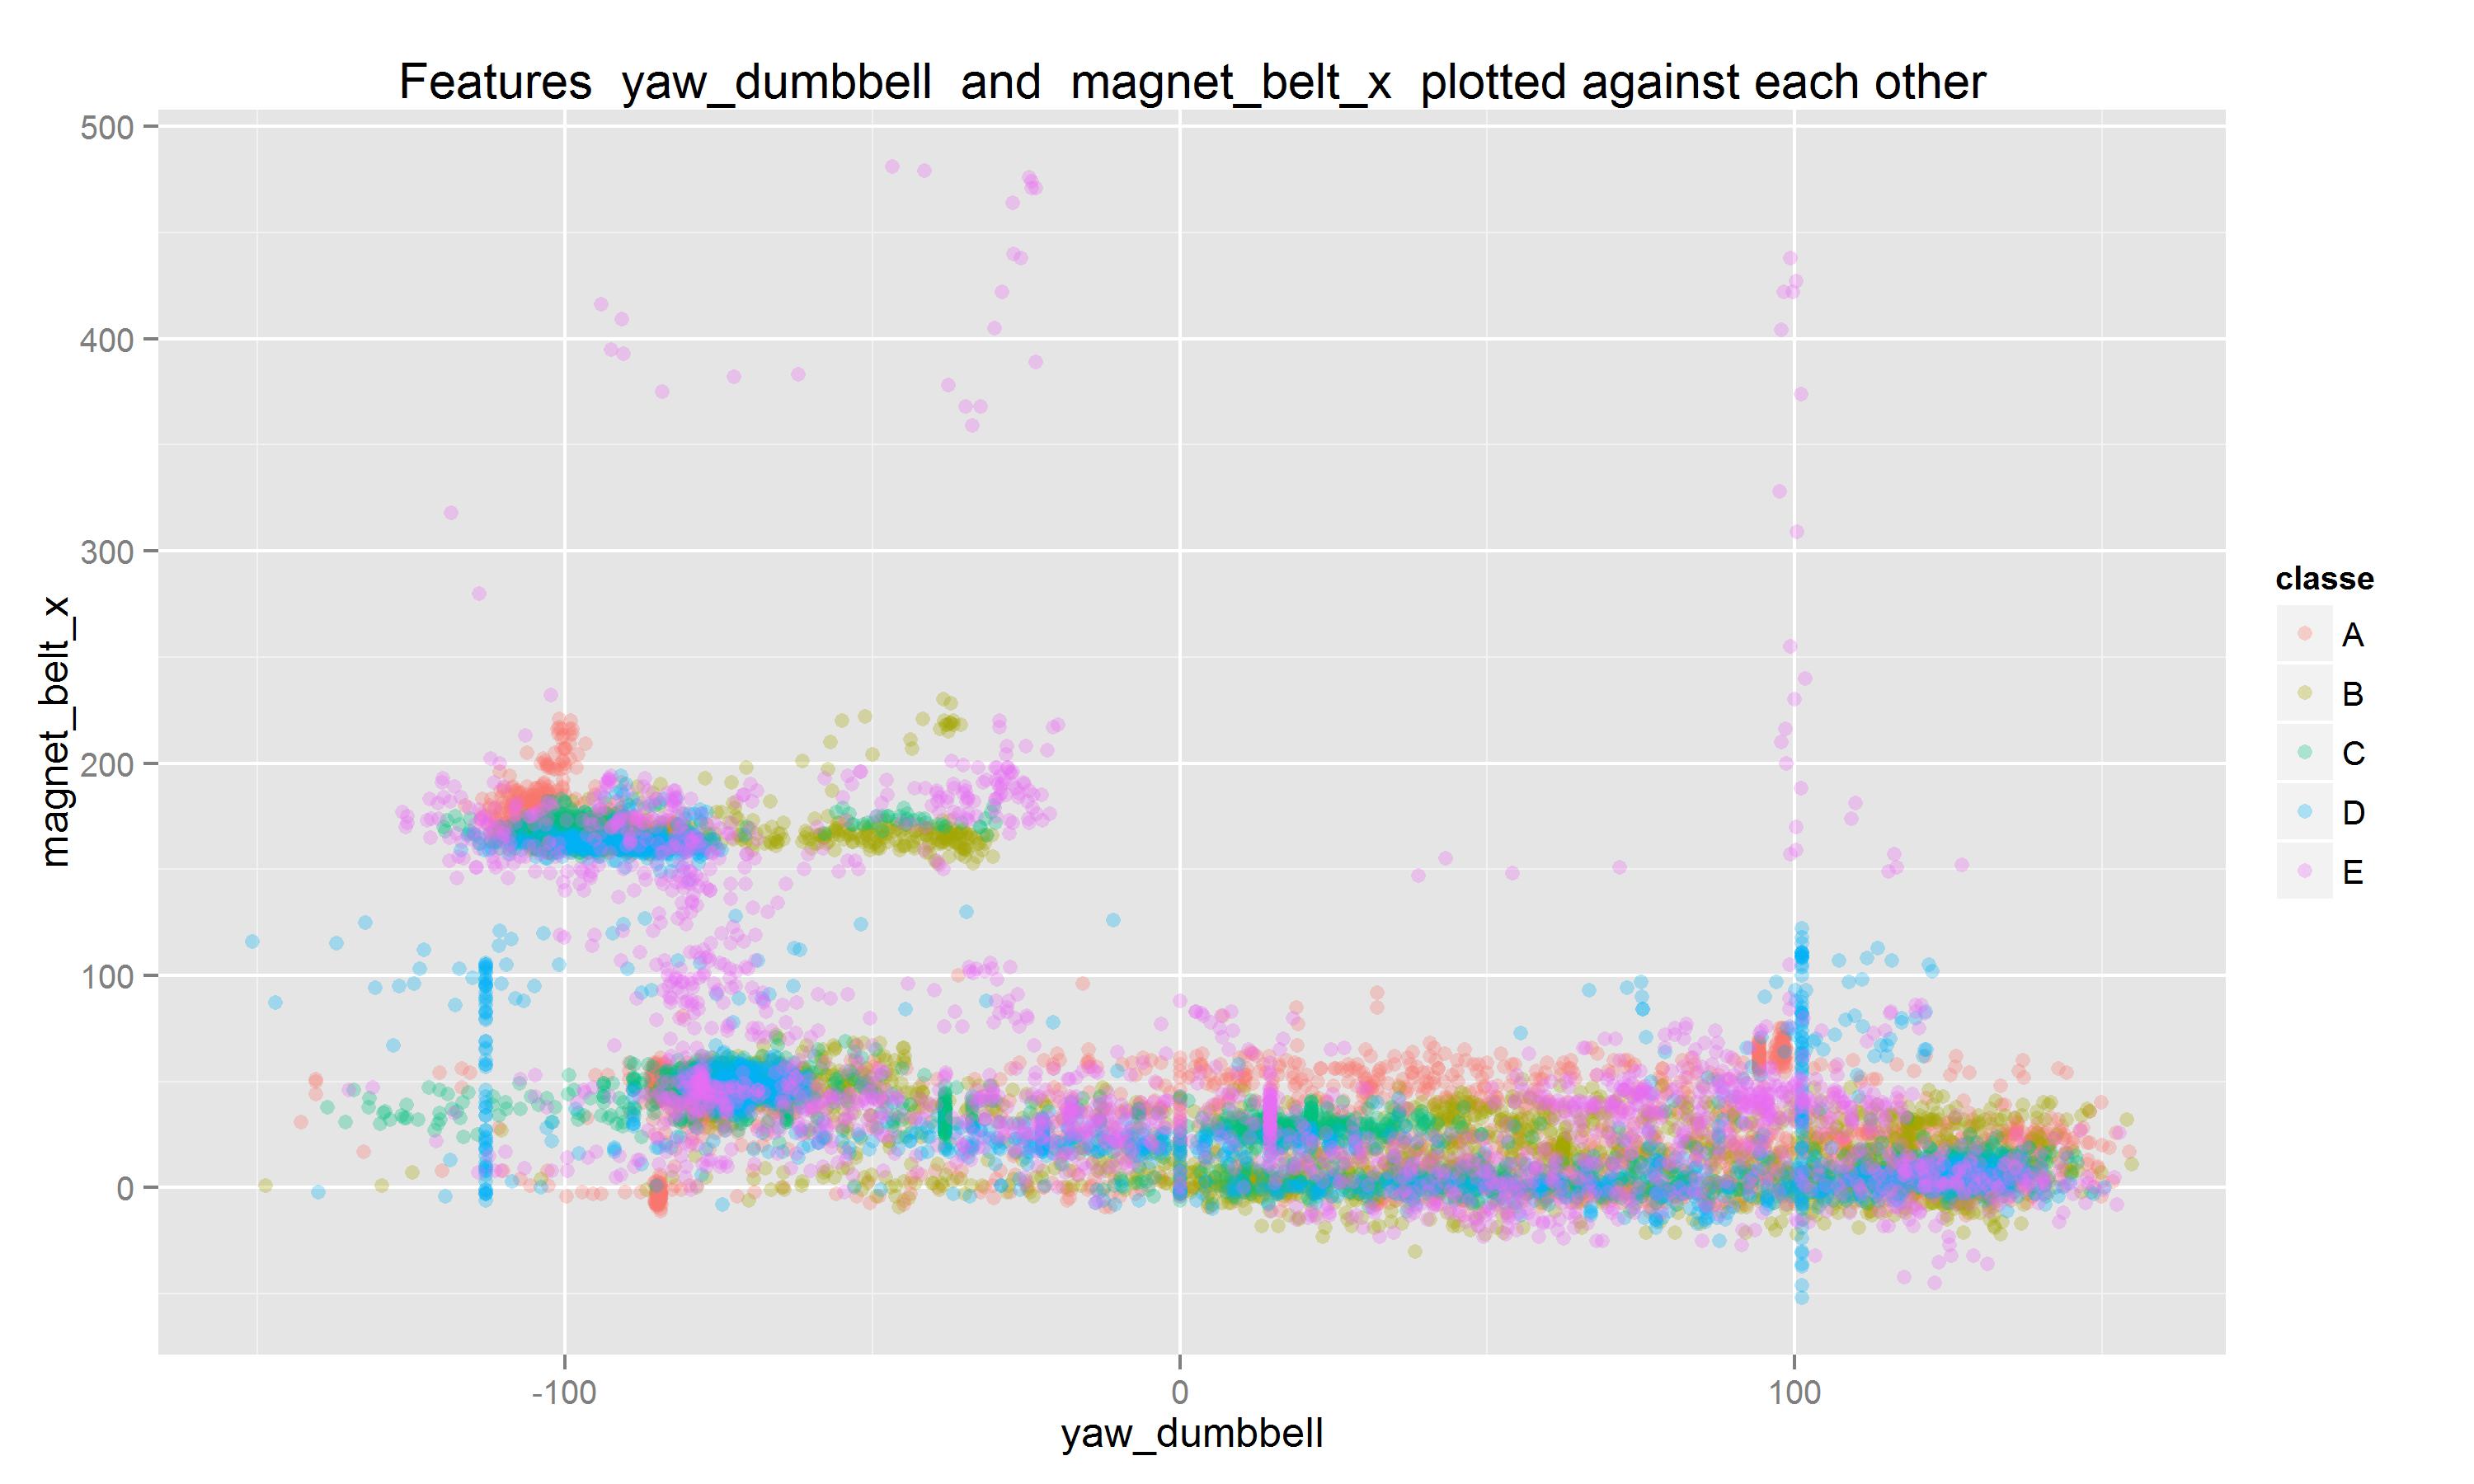 Features yaw_dumbbell and magnet_belt_x plotted against each other
500
400
300
200
100
0
magnet_belt_x
-100 0 100
yaw_dumbbell
classe
A
B
C
D
E